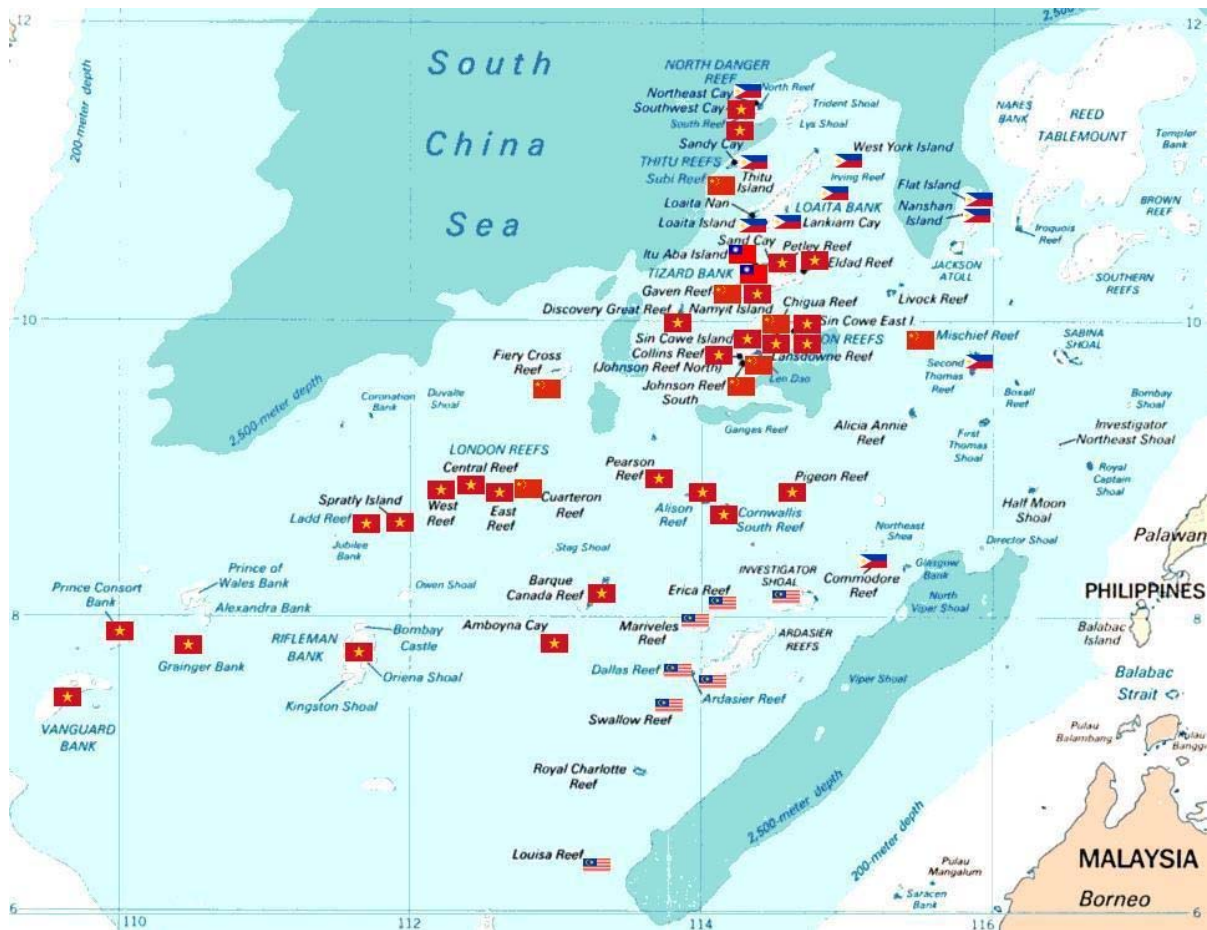 12
12
2,500-m
200-meter depth
South
China
Sea
NORTH DANGER
REEF
Northeast Cay
North Reef
Southwest Cay
Trident Shoal
South Reef
Lys Shoal
Sandy Cay
THITU REEFS
West York Island
Subi Reef
Thitu
Island
Irving Reef
Loaita Nan
LOAITA BANK
Loaita Island
Lankiam Cay
NARES
BANK
REED
TABLEMOUNT
Templer
Bank
Flat Island
Nanshan
Island
BROWN
REEF
Iroquois
Reef
Sand Cay
Petley Reef
Itu Aba Island
Eldad Reef
TIZARD BANK
JACKSON
ATOLL
SOUTHERN
REEFS
Gaven Reef
Chigua Reef
Livock Reef
Discovery Great Reef
Namyit Island
10
10
Sin Cowe East I.
Sin Cowe Island
ON REEFS
Mischief Reef
SABINA
SHOAL
Collins Reef
(Johnson Reef North)
Lansdowne Reef
Len Dao
Second
Thomas
Reef
Fiery Cross
Reef
Johnson Reef
South
Boxall
Reef
Bombay
Shoal
2,500-meter depth
Coronation
Bank
Duvalle
Shoal
Ganges Reef
Alicia Annie
Reef
First
Thomas
Shoal
Investigator
Northeast Shoal
LONDON REEFS
Central Reef
Pearson
Reef
Pigeon Reef
Royal
Captain
Shoal
Spratly Island
West
Reef
East
Reef
Cuarteron
Reef
Alison
Reef
Cornwallis
South Reef
Half Moon
Shoal
Ladd Reef
Jubilee
Bank
Stag Shoal
Northeast
Shea
Director Shoal
Palawan
Prince of
Wales Bank
Owen Shoal
Barque
Canada Reef
Erica Reef
INVESTIGATOR
SHOAL
Commodore
Reef
Glasgow
Bank
North
Viper Shoal
PHILIPPINES
Prince Consort
Bank
Alexandra Bank
8
8
Amboyna Cay
Mariveles
Reef
ARDASIER
REEFS
Balabac
Island
RIFLEMAN
BANK
Bombay
Castle
Grainger Bank
Oriena Shoal
Dallas Reef
Viper Shoal
Balabac
Strait
Kingston Shoal
Ardasier Reef
VANGUARD
BANK
Swallow Reef
Pulau
Balambang
Pulau
Banggi
Royal Charlotte
Reef
2,500-meter depth
200-meter depth
Louisa Reef
Pulau
Mangalum
MALAYSIA
Saracen
Bank
Borneo
6
110
112
114
116
6